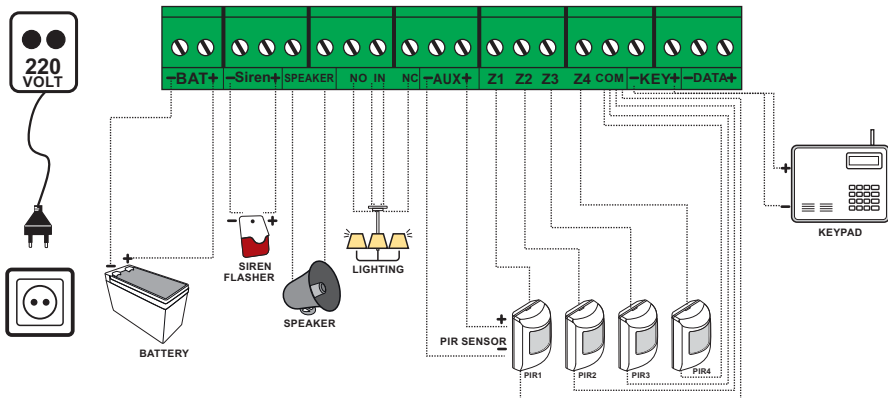 220
VOLT
-BAT+ -Siren+ SPEAKER NO IN NC -AUX+ Z1 Z2 Z3 Z4 COM -KEY+ -DATA+
- +
+
-
KEYPAD
SIREN
FLASHER
LIGHTING
- +
SPEAKER
+
PIR SENSOR
-
BATTERY
PIR1 PIR2 PIR3 PIR4